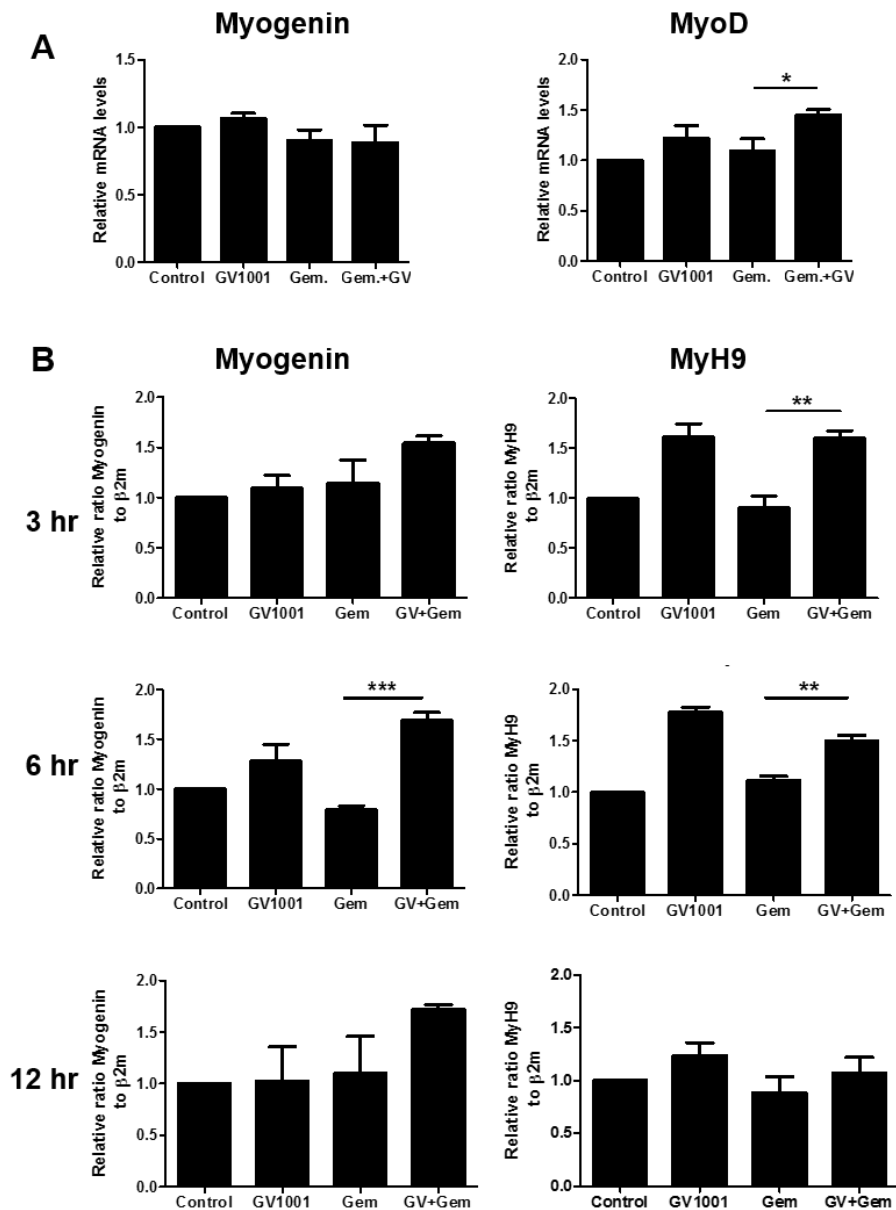 A
Myogenin
MyoD
Relative mRNA levels
1.5
1.0
0.5
0.0
Control GV1001 Gem. Gem.+GV
Relative mRNA levels
2.0
1.5
1.0
0.5
0.0
*
Control GV1001 Gem. Gem.+GV
B
Myogenin
MyH9
3 hr
Relative ratio Myogenin
to β2m
2.0
1.5
1.0
0.5
0.0
Control GV1001 Gem GV+Gem
Relative ratio MyH9
to β2m
2.0
1.5
1.0
0.5
0.0
**
Control GV1001 Gem GV+Gem
6 hr
Relative ratio Myogenin
to β2m
2.0
1.5
1.0
0.5
0.0
***
Control GV1001 Gem GV+Gem
Relative ratio MyH9
to β2m
2.0
1.5
1.0
0.5
0.0
**
Control GV1001 Gem GV+Gem
12 hr
Relative ratio Myogenin
to β2m
2.0
1.5
1.0
0.5
0.0
Control GV1001 Gem GV+Gem
Relative ratio MyH9
to β2m
2.0
1.5
1.0
0.5
0.0
Control GV1001 Gem GV+Gem